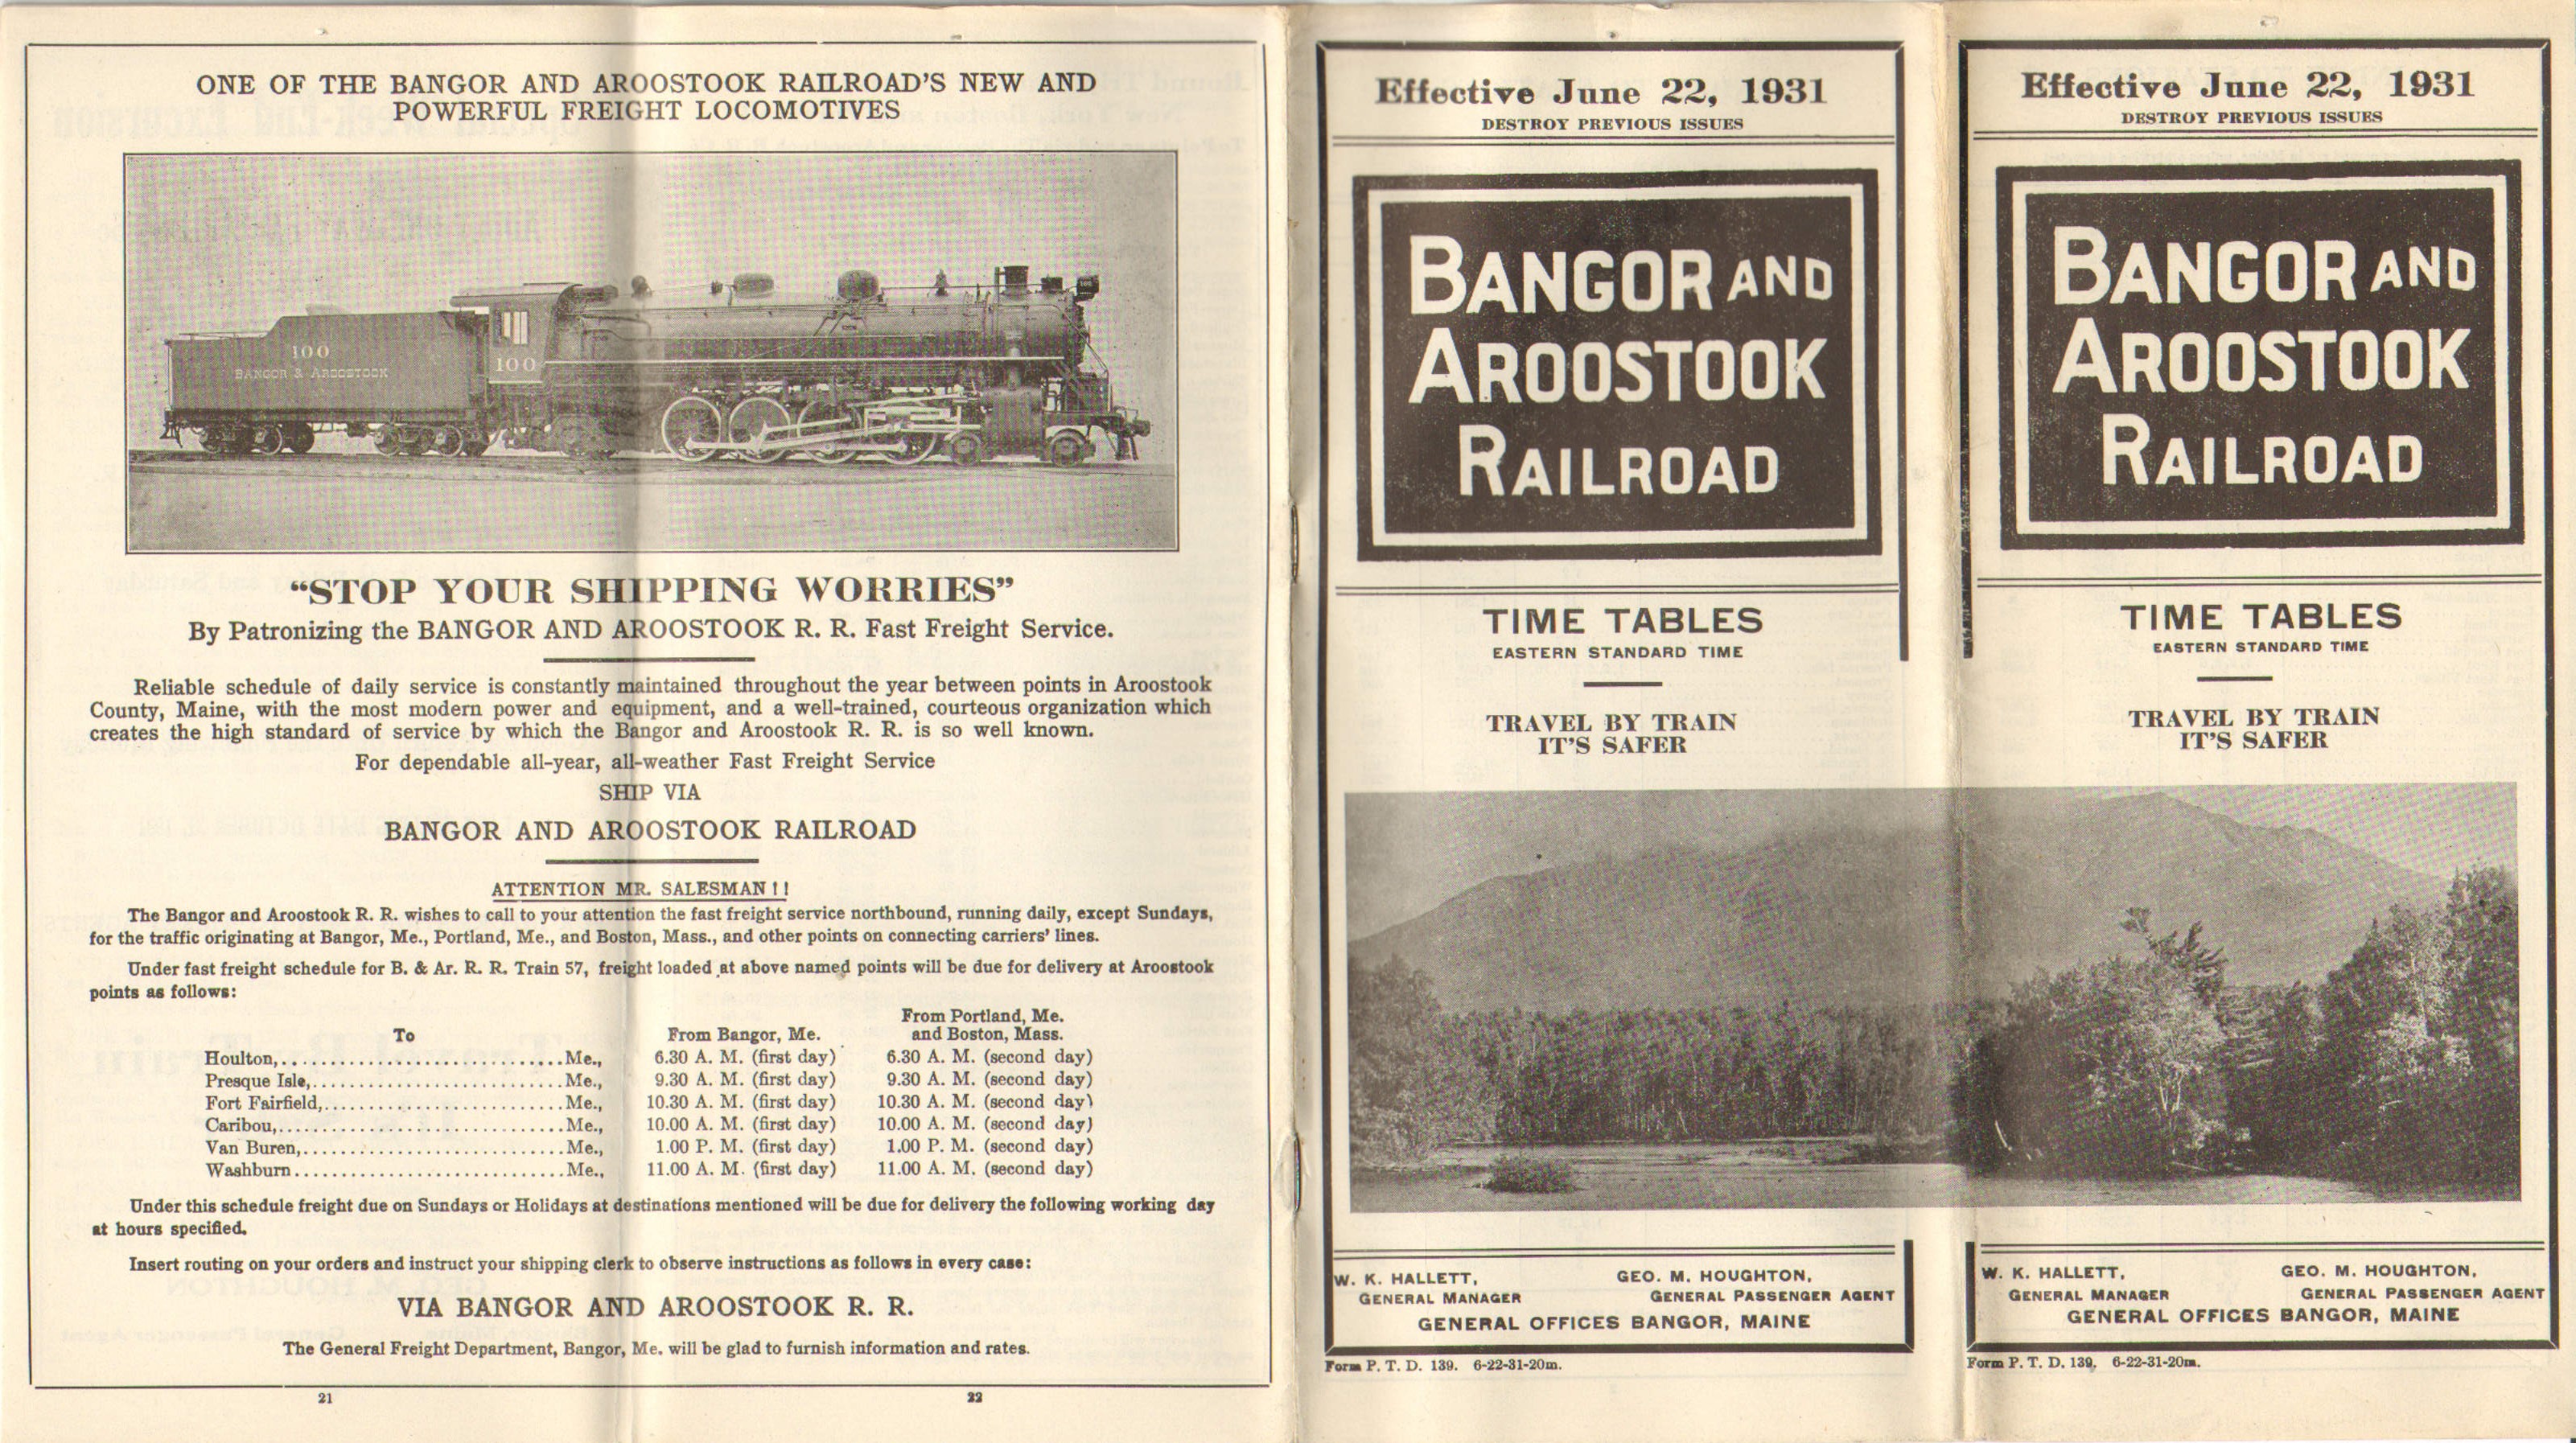 ONE OF THE BANGOR AND AROOSTOOK RAILROAD'S NEW AND
POWERFUL FREIGHT LOCOMOTIVES
100
BANGOR & AROOSTOOK
100
"STOP YOUR SHIPPING WORRIES"
By Patronizing the BANGOR AND AROOSTOOK R. R. Fast Freight Service.
Reliable schedule of daily service is constantly maintained throughout the year between points in Aroostook
County, Maine, with the most modern power and equipment, and a well-trained, courteous organization which
creates the high standard of service by which the Bangor and Aroostook R. R. is so well known.
For dependable all-year, all-weather Fast Freight Service
SHIP VIA
BANGOR AND AROOSTOOK RAILROAD
ATTENTION MR. SALESMAN!!
The Bangor and Aroostook R. R. wishes to call to your attention the fast freight service northbound, running daily, except Sundays,
for the traffic originating at Bangor, Me., Portland, Me., and Boston, Mass., and other points on connecting carriers' lines.
Under fast freight schedule for B. & Ar. R. R. Train 57, freight loaded at above named points will be due for delivery at Aroostook
points as follows:
From Portland, Me.
To From Bangor, Me. and Boston, Mass.
Houlton,..............................Me., 6.30 A. M. (first day) 6.30 A. M. (second day)
Presque Isle,..........................Me., 9.30 A. M. (first day) 9.30 A. M. (second day)
Fort Fairfield,.........................Me., 10.30 A. M. (first day) 10.30 A. M. (second day)
Caribou,..............................Me., 10.00 A. M. (first day) 10.00 A. M. (second day)
Van Buren,...........................Me., 1.00 P. M. (first day) 1.00 P. M. (second day)
Washburn............................Me., 11.00 A. M. (first day) 11.00 A. M. (second day)
Under this schedule freight due on Sundays or Holidays at destinations mentioned will be due for delivery the following working day
at hours specified.
Insert routing on your orders and instruct your shipping clerk to observe instructions as follows in every case:
VIA BANGOR AND AROOSTOOK R. R.
The General Freight Department, Bangor, Me. will be glad to furnish information and rates.
21
22
Effective June 22, 1931
DESTROY PREVIOUS ISSUES
BANGOR AND
AROOSTOOK
RAILROAD
TIME TABLES
EASTERN STANDARD TIME
TRAVEL BY TRAIN
IT'S SAFER
W. K. HALLETT, GEO. M. HOUGHTON,
GENERAL MANAGER GENERAL PASSENGER AGENT
GENERAL OFFICES BANGOR, MAINE
Form P. T. D. 139. 6-22-31-20m.
Effective June 22, 1931
DESTROY PREVIOUS ISSUES
BANGOR AND
AROOSTOOK
RAILROAD
TIME TABLES
EASTERN STANDARD TIME
TRAVEL BY TRAIN
IT'S SAFER
W. K. HALLETT, GEO. M. HOUGHTON,
GENERAL MANAGER GENERAL PASSENGER AGENT
GENERAL OFFICES BANGOR, MAINE
Form P. T. D. 139. 6-22-31-20m.